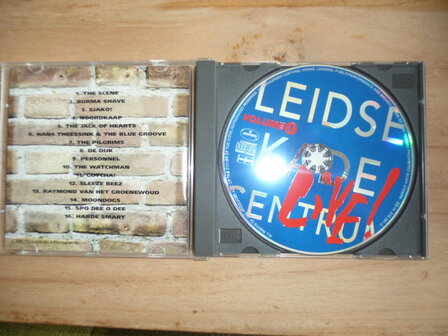 1. THE SCENE
2. BURMA SHAVE
3. SJAKO!
4. NOORDKAAP
5. THE JACK OF HEARTS
6. HANS THEESSINK & THE BLUE GROOVE
7. THE PILGRIMS
8. DE DIJK
9. PERSONNEL
10. THE WATCHMAN
11. GOTCHA!
12. SLEEZE BEEZ
13. RAYMOND VAN HET GROENEWOUD
14. MOONDOGS
15. SPO DEE O DEE
16. HARDE SMART
LEIDSE
VOLUME
KADE
LIVE!
CENTRUA